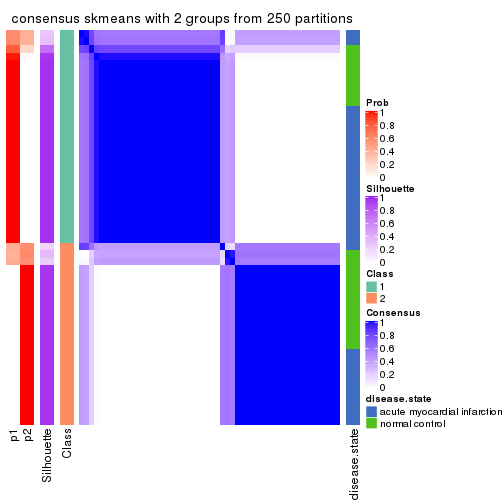 consensus skmeans with 2 groups from 250 partitions
Prob
1
0.8
0.6
0.4
0.2
0
Silhouette
1
0.8
0.6
0.4
0.2
0
Class
1
2
Consensus
1
0.8
0.6
0.4
0.2
0
disease.state
acute myocardial infarction
normal control
p1
p2
Silhouette
Class
disease.state